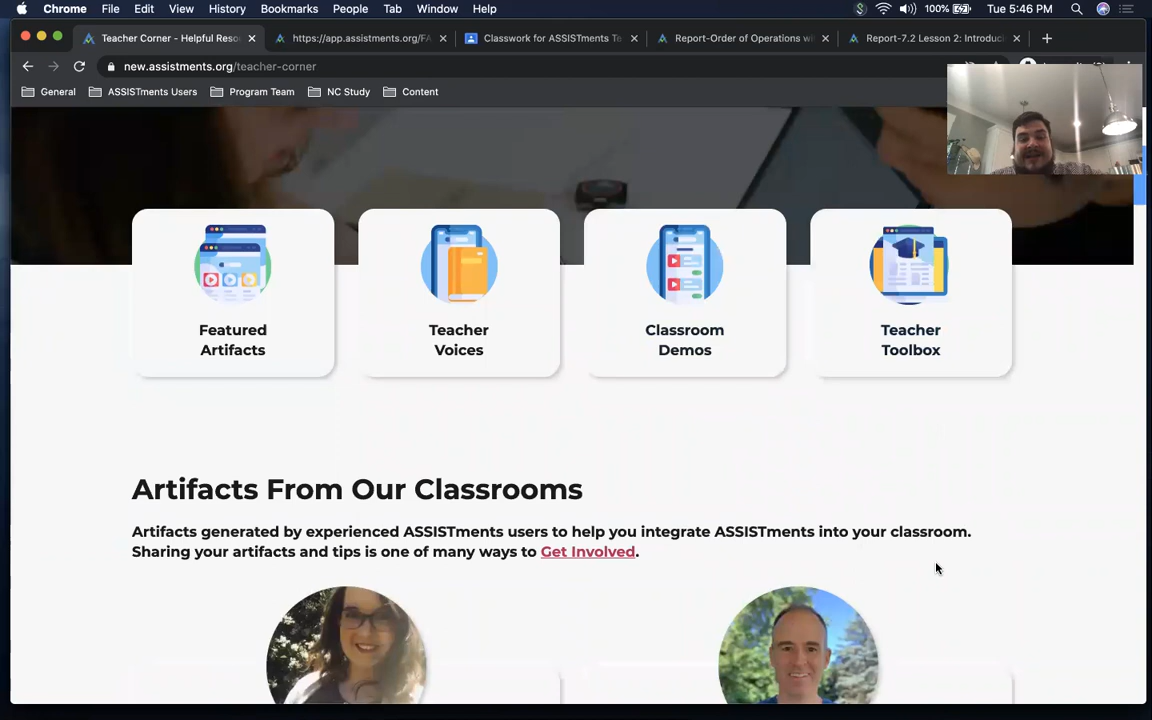 Chrome File Edit View History Bookmarks People Tab Window Help 100% Tue 5:46 PM
Teacher Corner - Helpful Reso
https://app.assistments.org/FA
Classwork for ASSISTments Te
Report-Order of Operations wi
Report-7.2 Lesson 2: Introduci
new.assistments.org/teacher-corner
General ASSISTments Users Program Team NC Study Content
Featured
Artifacts
Teacher
Voices
Classroom
Demos
Teacher
Toolbox
Artifacts From Our Classrooms
Artifacts generated by experienced ASSISTments users to help you integrate ASSISTments into your classroom.
Sharing your artifacts and tips is one of many ways to Get Involved.